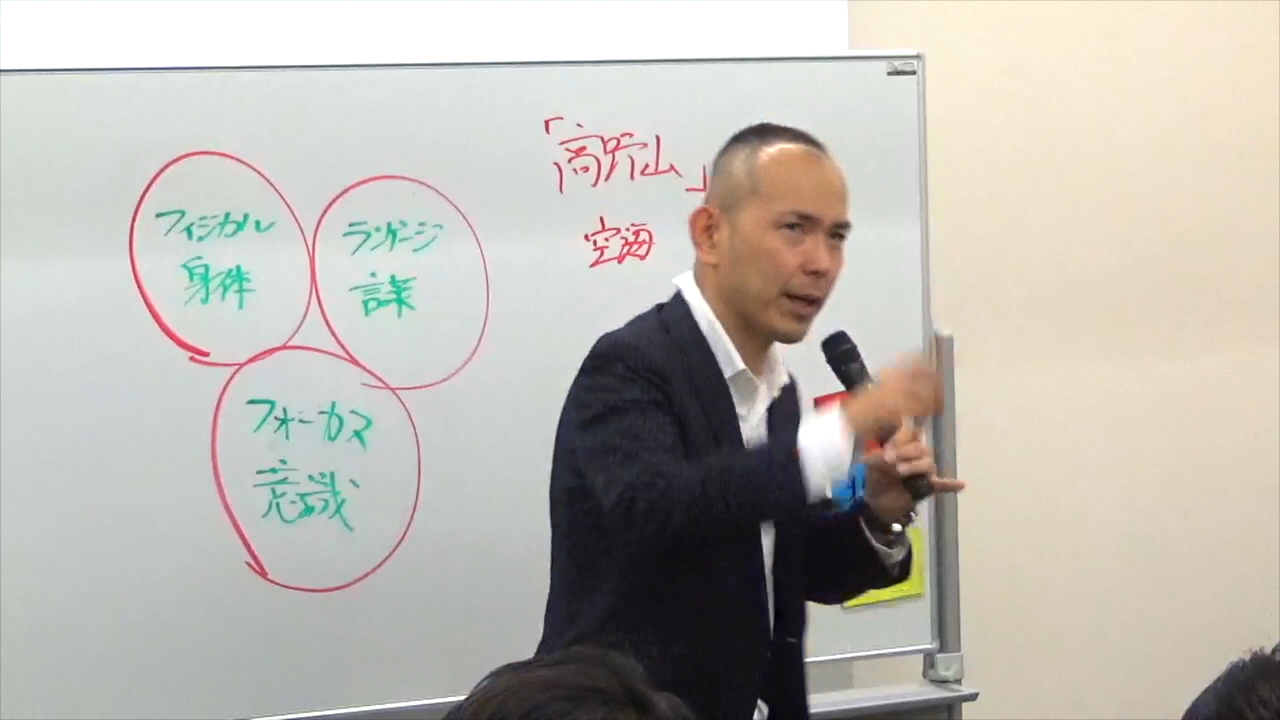 フィジカル
身体
ランゲージ
言葉
フォーカス
意識
「高野山」
空海